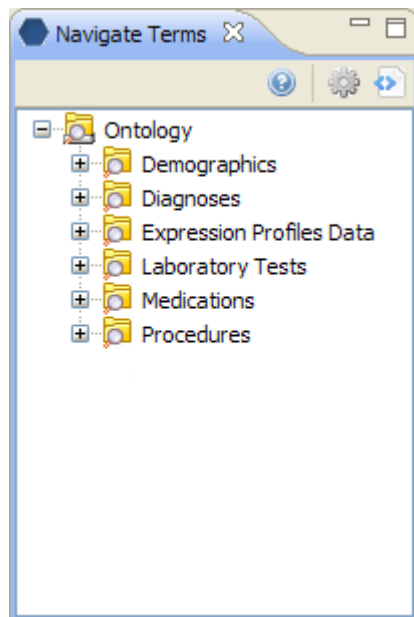 Navigate Terms
Ontology
Demographics
Diagnoses
Expression Profiles Data
Laboratory Tests
Medications
Procedures